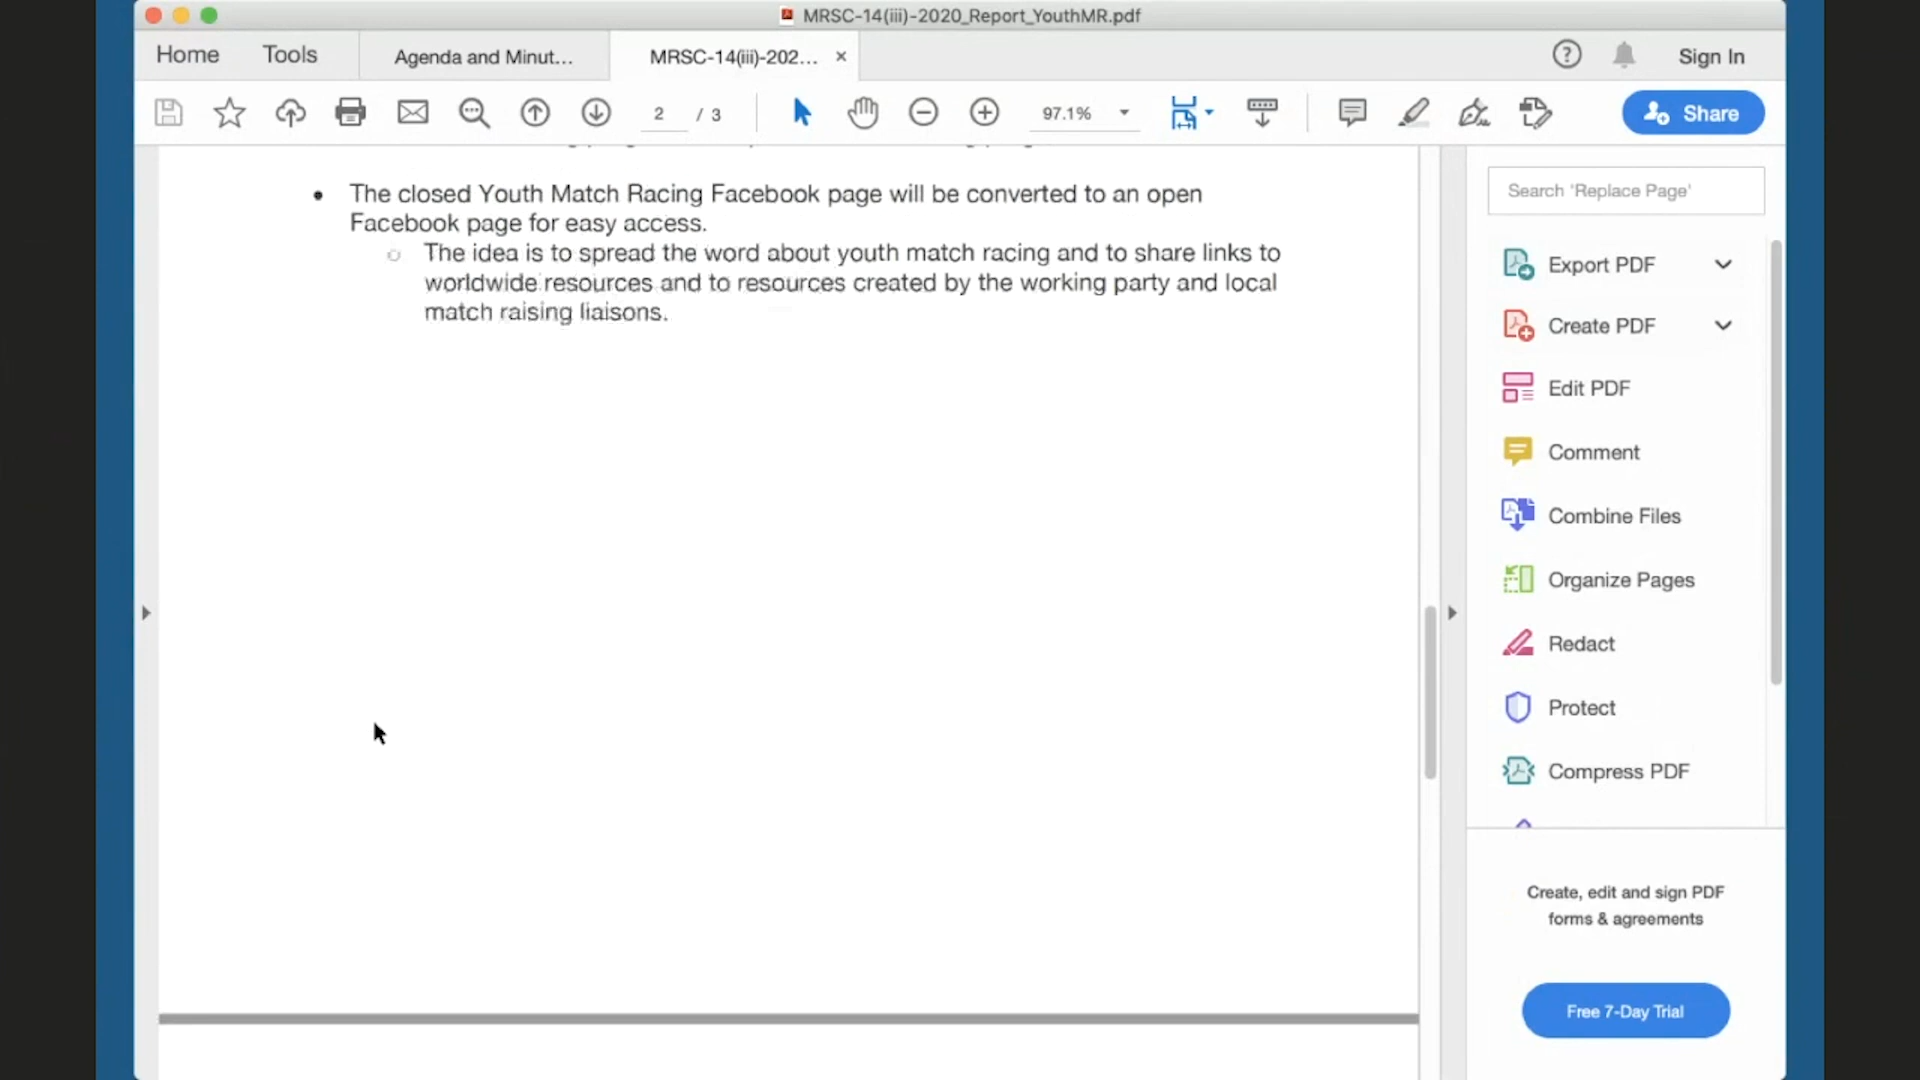 MRSC-14(iii)-2020_Report_YouthMR.pdf
Home Tools Agenda and Minut... MRSC-14(iii)-202... × ? Sign In
2 / 3 97.1% Share
• The closed Youth Match Racing Facebook page will be converted to an open
Facebook page for easy access.
○ The idea is to spread the word about youth match racing and to share links to
worldwide resources and to resources created by the working party and local
match raising liaisons.
Search 'Replace Page'
Export PDF
Create PDF
Edit PDF
Comment
Combine Files
Organize Pages
Redact
Protect
Compress PDF
Create, edit and sign PDF
forms & agreements
Free 7-Day Trial